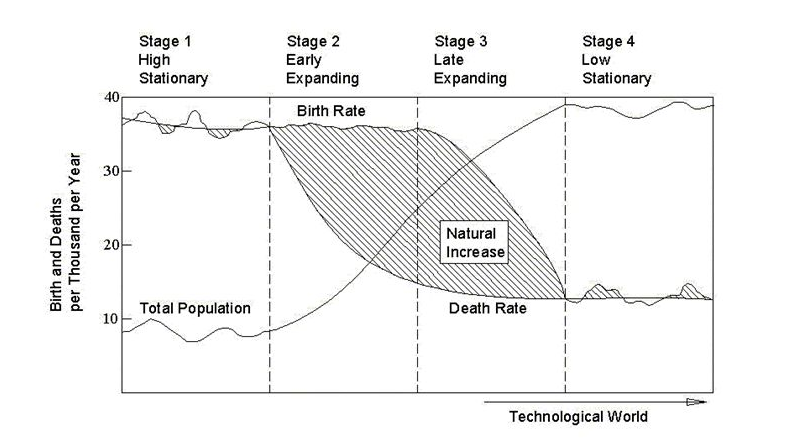 Stage 1
High
Stationary
Stage 2
Early
Expanding
Stage 3
Late
Expanding
Stage 4
Low
Stationary
40
30
20
10
Birth and Deaths
per Thousand per Year
Birth Rate
Natural
Increase
Total Population
Death Rate
Technological World